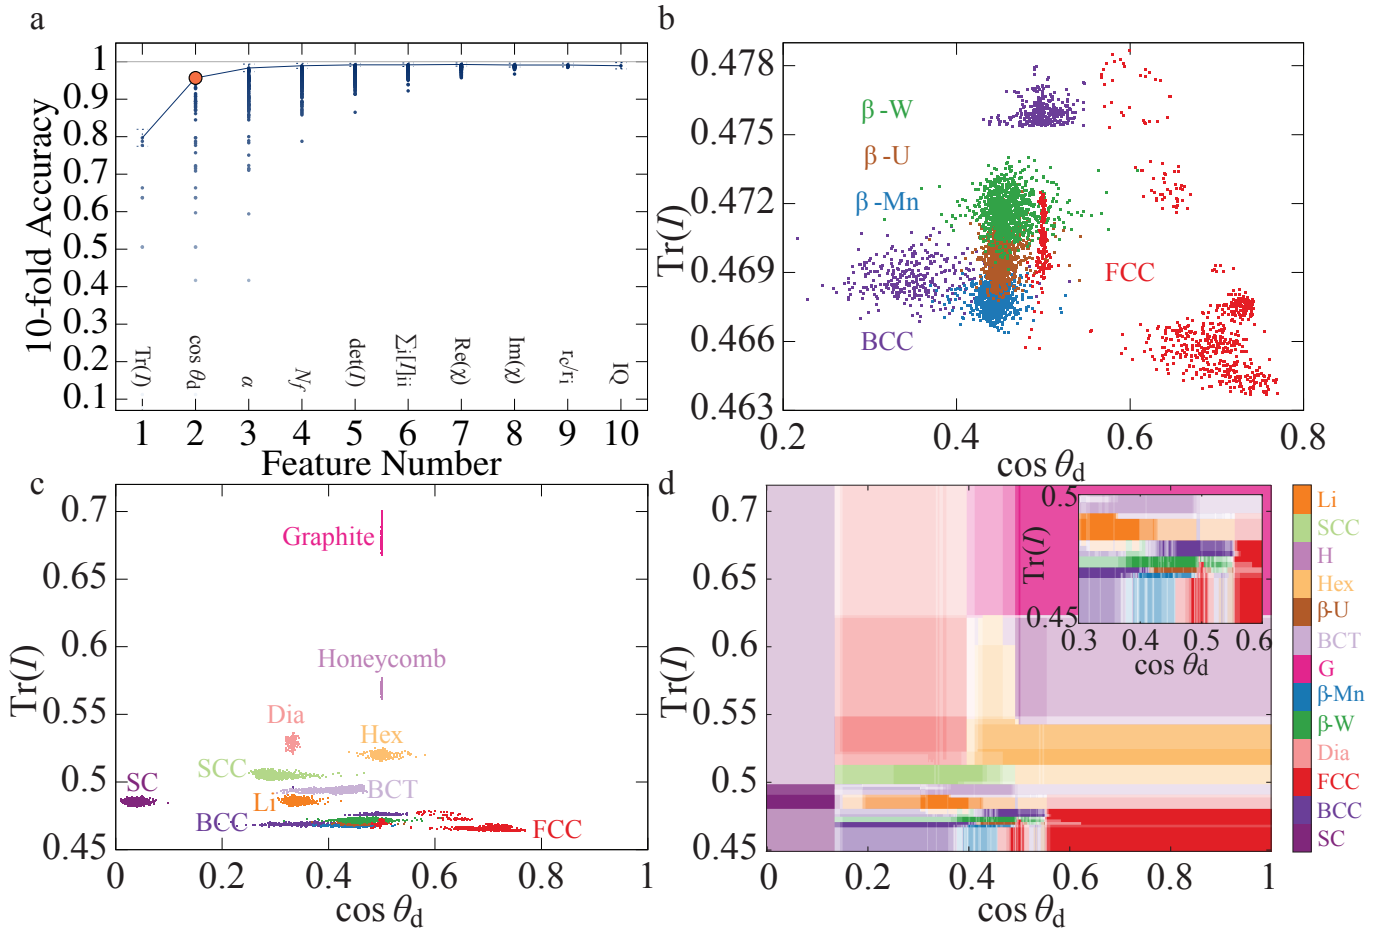 a
10-fold Accuracy
1
0.9
0.8
0.7
0.6
0.5
0.4
0.3
0.2
0.1
Tr(I)
cos θd
α
Nf
det(I)
∑i[I]ii
Re(χ)
Im(χ)
rc/ri
IQ
1 2 3 4 5 6 7 8 9 10
Feature Number
b
Tr(I)
0.478
0.475
0.472
0.469
0.466
0.463
β-W
β-U
β-Mn
BCC
FCC
0.2 0.4 0.6 0.8
cos θd
c
Tr(I)
0.7
0.65
0.6
0.55
0.5
0.45
Graphite
Honeycomb
Dia
Hex
SCC
SC
Li
BCT
BCC
FCC
0 0.2 0.4 0.6 0.8 1
cos θd
d
Tr(I)
0.7
0.65
0.6
0.55
0.5
0.45
0 0.2 0.4 0.6 0.8 1
cos θd
0.5
Tr(I)
0.45
0.3 0.4 0.5 0.6
cos θd
Li
SCC
H
Hex
β-U
BCT
G
β-Mn
β-W
Dia
FCC
BCC
SC